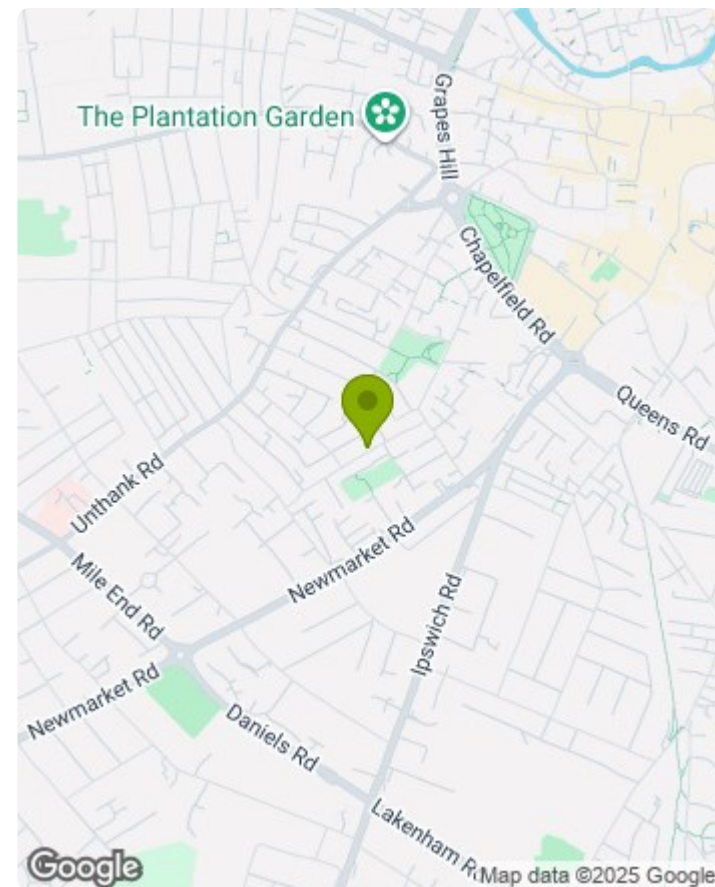 The Plantation Garden
Grapes Hill
Chapelfield Rd
Queens Rd
Unthank Rd
Newmarket Rd
Mile End Rd
Ipswich Rd
Newmarket Rd
Daniels Rd
Lakenham R
Google
Map data ©2025 Google